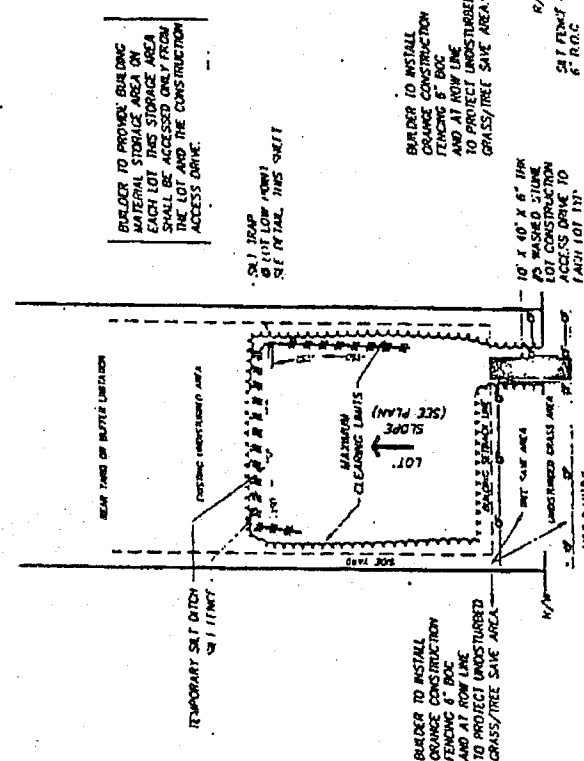 BUILDER TO PROVIDE BUILDING
MATERIAL STORAGE AREA ON
EACH LOT THIS STORAGE AREA
SHALL BE ACCESSED ONLY FROM
THE LOT AND THE CONSTRUCTION
ACCESS DRIVE.
SILT TRAP
@ LOT LOW POINT
SEE DETAIL, THIS SHEET
BUILDER TO INSTALL
ORANGE CONSTRUCTION
FENCING 6" BOC
AND AT ROW LINE
TO PROTECT UNDISTURBED
GRASS/TREE SAVE AREA.
R/W
SILT FENCE
6" B.O.C
10' X 40' X 6" THK
#5 WASHED STONE
LOT CONSTRUCTION
ACCESS DRIVE TO
EACH LOT TYP
REAR YARD OR BUFFER LIMITATION
EXISTING UNDISTURBED AREA
TEMPORARY SILT DITCH
SILT FENCE
MAXIMUM
CLEARING LIMITS
LOT
SLOPE
(SEE PLAN)
SIDE YARD
BUILDING SETBACK LINE
TREE SAVE AREA
UNDISTURBED GRASS AREA
R/W
BUILDER TO INSTALL
ORANGE CONSTRUCTION
FENCING 6" BOC
AND AT ROW LINE
TO PROTECT UNDISTURBED
GRASS/TREE SAVE AREA